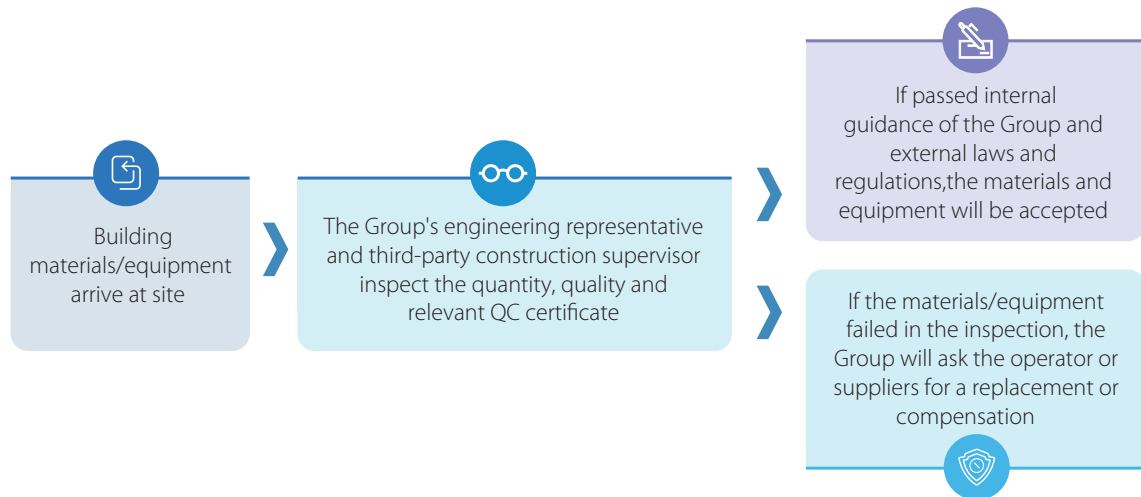 Building
materials/equipment
arrive at site
The Group's engineering representative
and third-party construction supervisor
inspect the quantity, quality and
relevant QC certificate
If passed internal
guidance of the Group and
external laws and
regulations,the materials and
equipment will be accepted
If the materials/equipment
failed in the inspection, the
Group will ask the operator or
suppliers for a replacement or
compensation